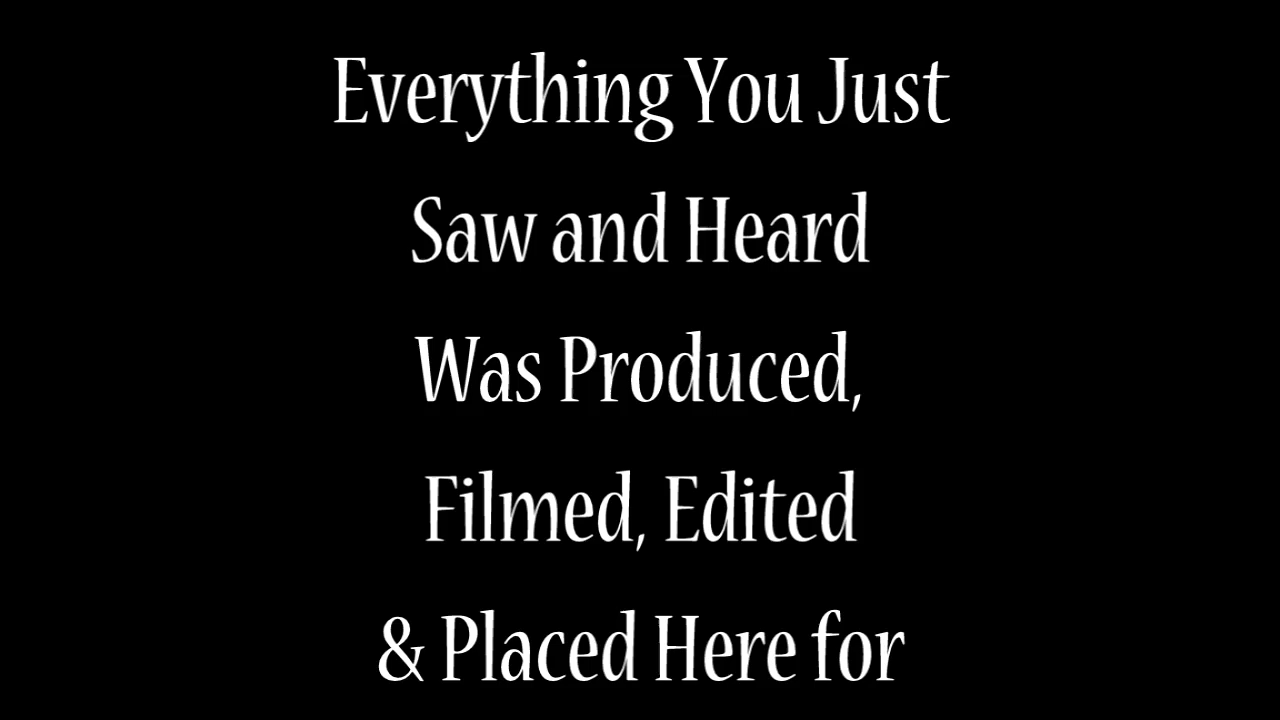 Everything You Just
Saw and Heard
Was Produced,
Filmed, Edited
& Placed Here for